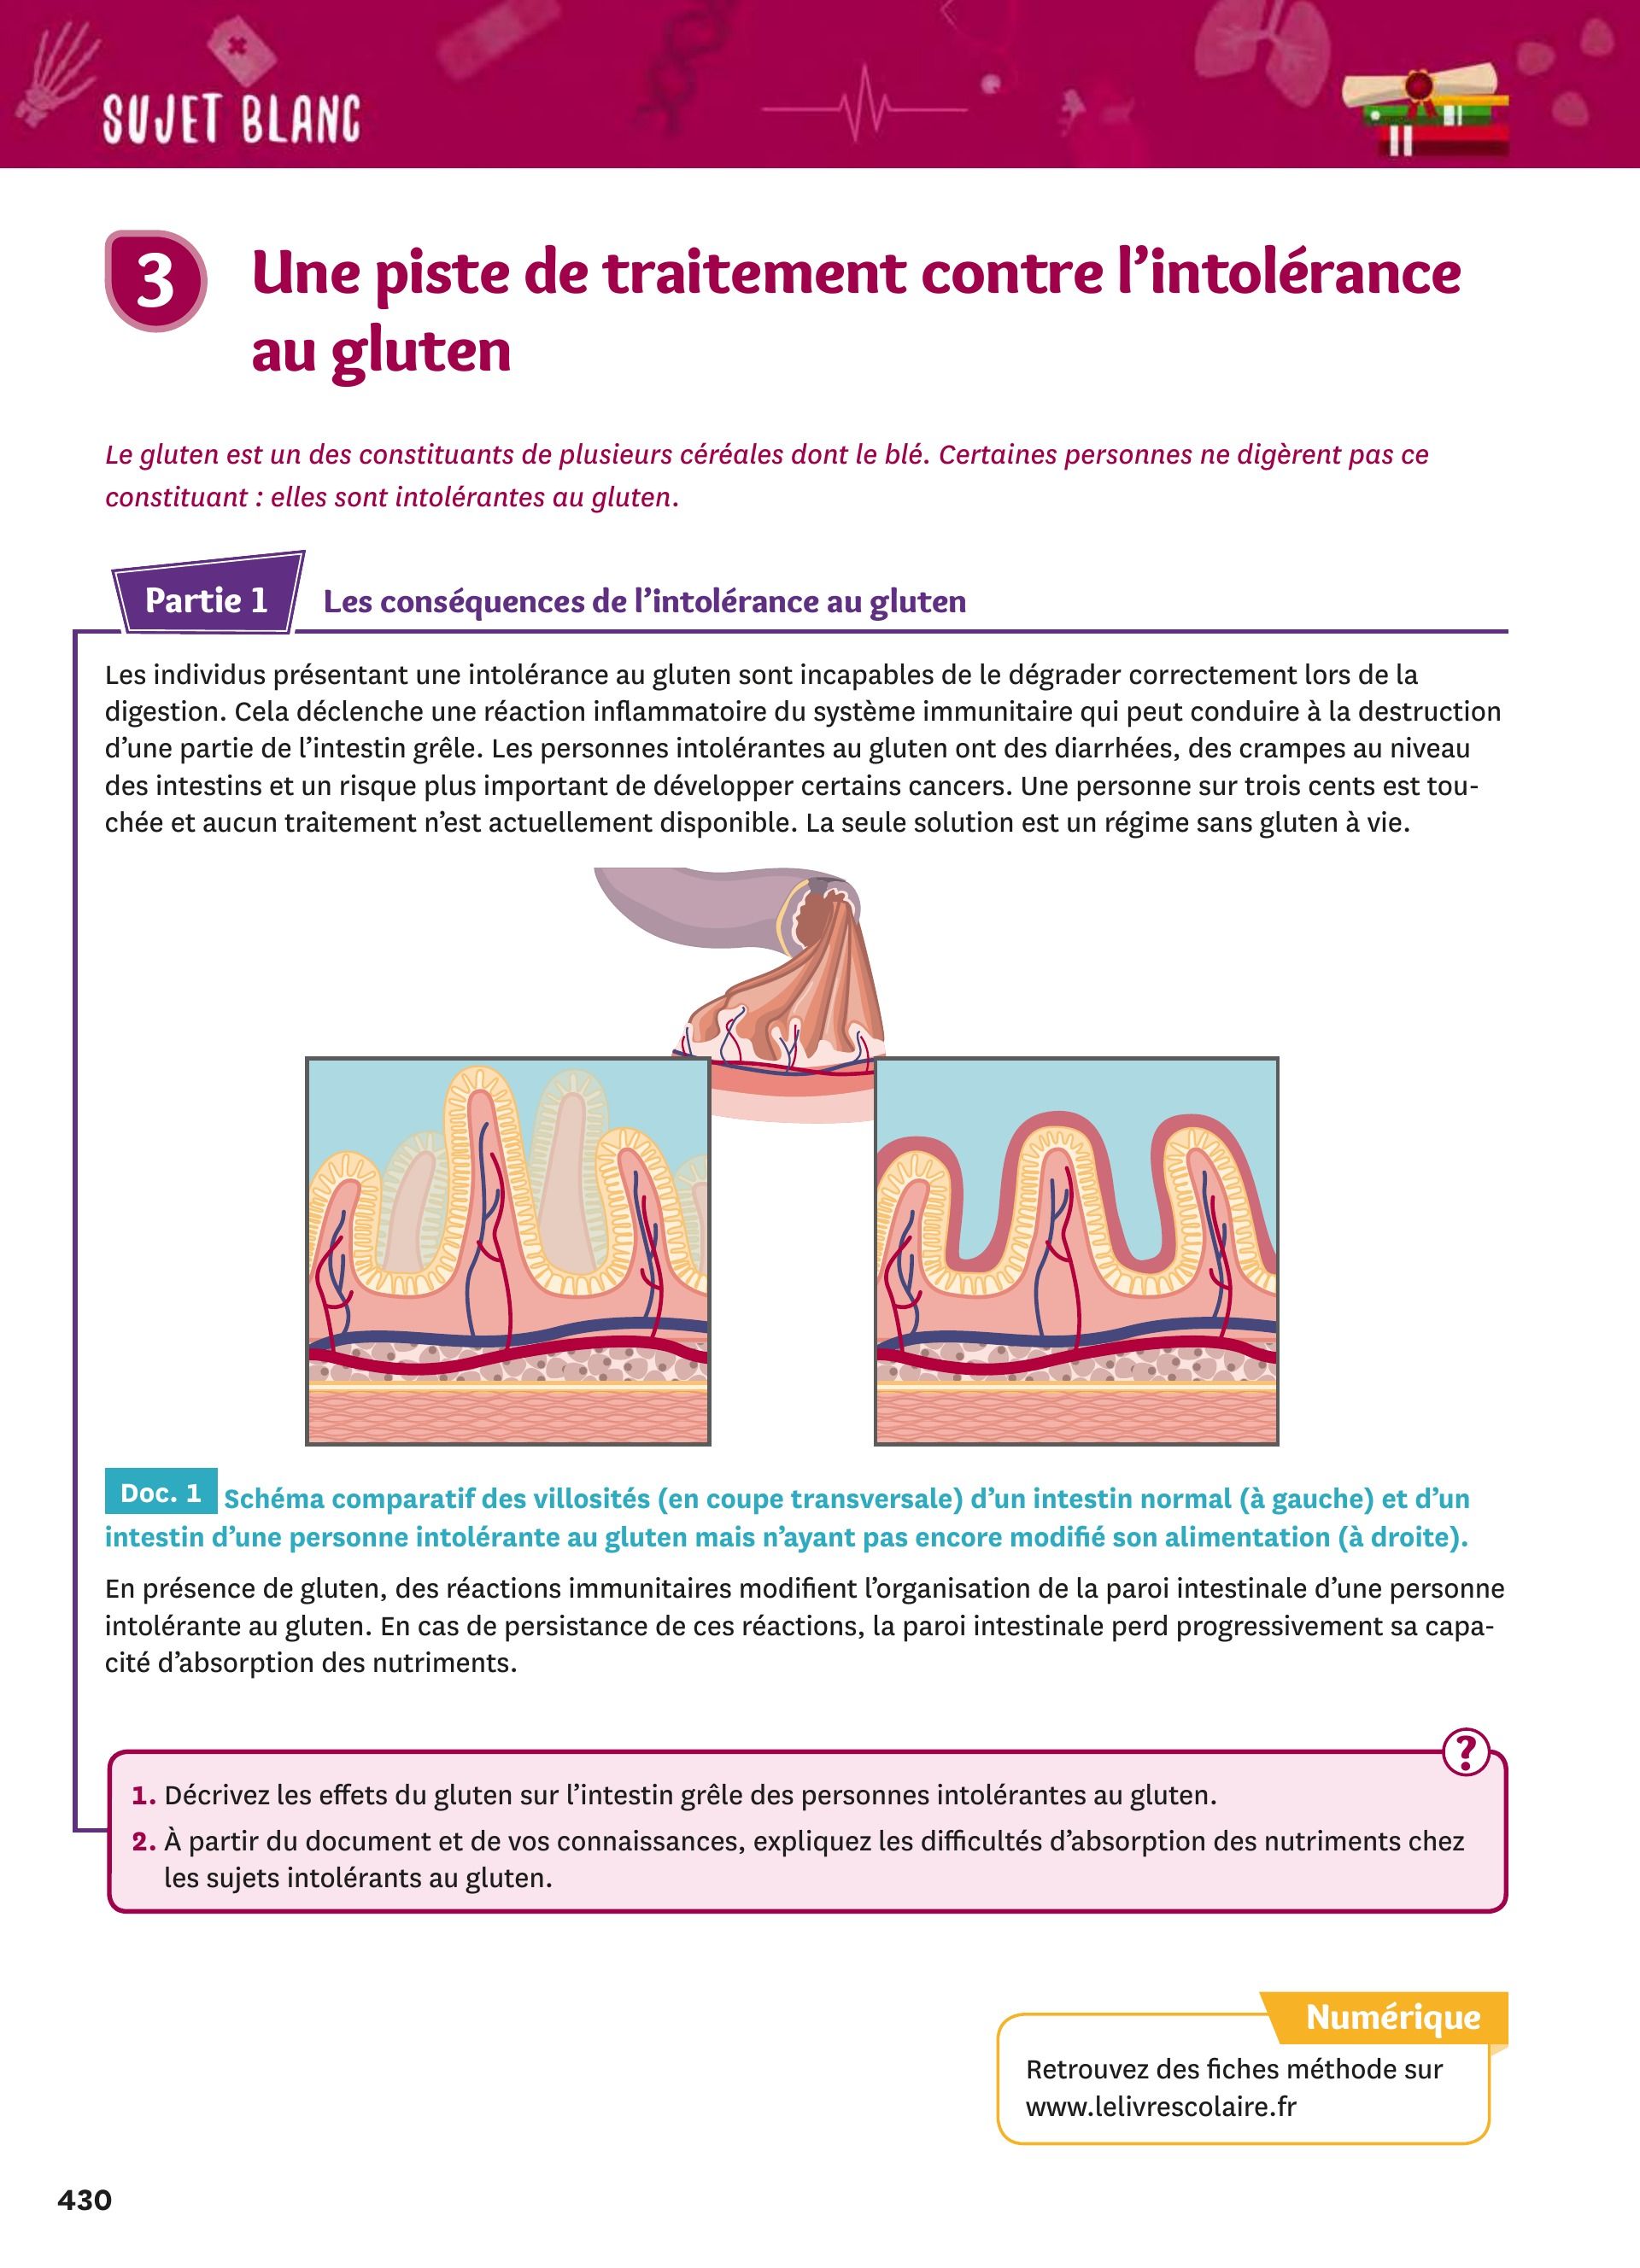 SUJET BLANC
3
Une piste de traitement contre l’intolérance
au gluten
Le gluten est un des constituants de plusieurs céréales dont le blé. Certaines personnes ne digèrent pas ce
constituant : elles sont intolérantes au gluten.
Partie 1
Les conséquences de l’intolérance au gluten
Les individus présentant une intolérance au gluten sont incapables de le dégrader correctement lors de la
digestion. Cela déclenche une réaction inflammatoire du système immunitaire qui peut conduire à la destruction
d’une partie de l’intestin grêle. Les personnes intolérantes au gluten ont des diarrhées, des crampes au niveau
des intestins et un risque plus important de développer certains cancers. Une personne sur trois cents est tou-
chée et aucun traitement n’est actuellement disponible. La seule solution est un régime sans gluten à vie.
Doc. 1 Schéma comparatif des villosités (en coupe transversale) d’un intestin normal (à gauche) et d’un
intestin d’une personne intolérante au gluten mais n’ayant pas encore modifié son alimentation (à droite).
En présence de gluten, des réactions immunitaires modifient l’organisation de la paroi intestinale d’une personne
intolérante au gluten. En cas de persistance de ces réactions, la paroi intestinale perd progressivement sa capa-
cité d’absorption des nutriments.
?
1. Décrivez les effets du gluten sur l’intestin grêle des personnes intolérantes au gluten.
2. À partir du document et de vos connaissances, expliquez les difficultés d’absorption des nutriments chez
les sujets intolérants au gluten.
Numérique
Retrouvez des fiches méthode sur
www.lelivrescolaire.fr
430